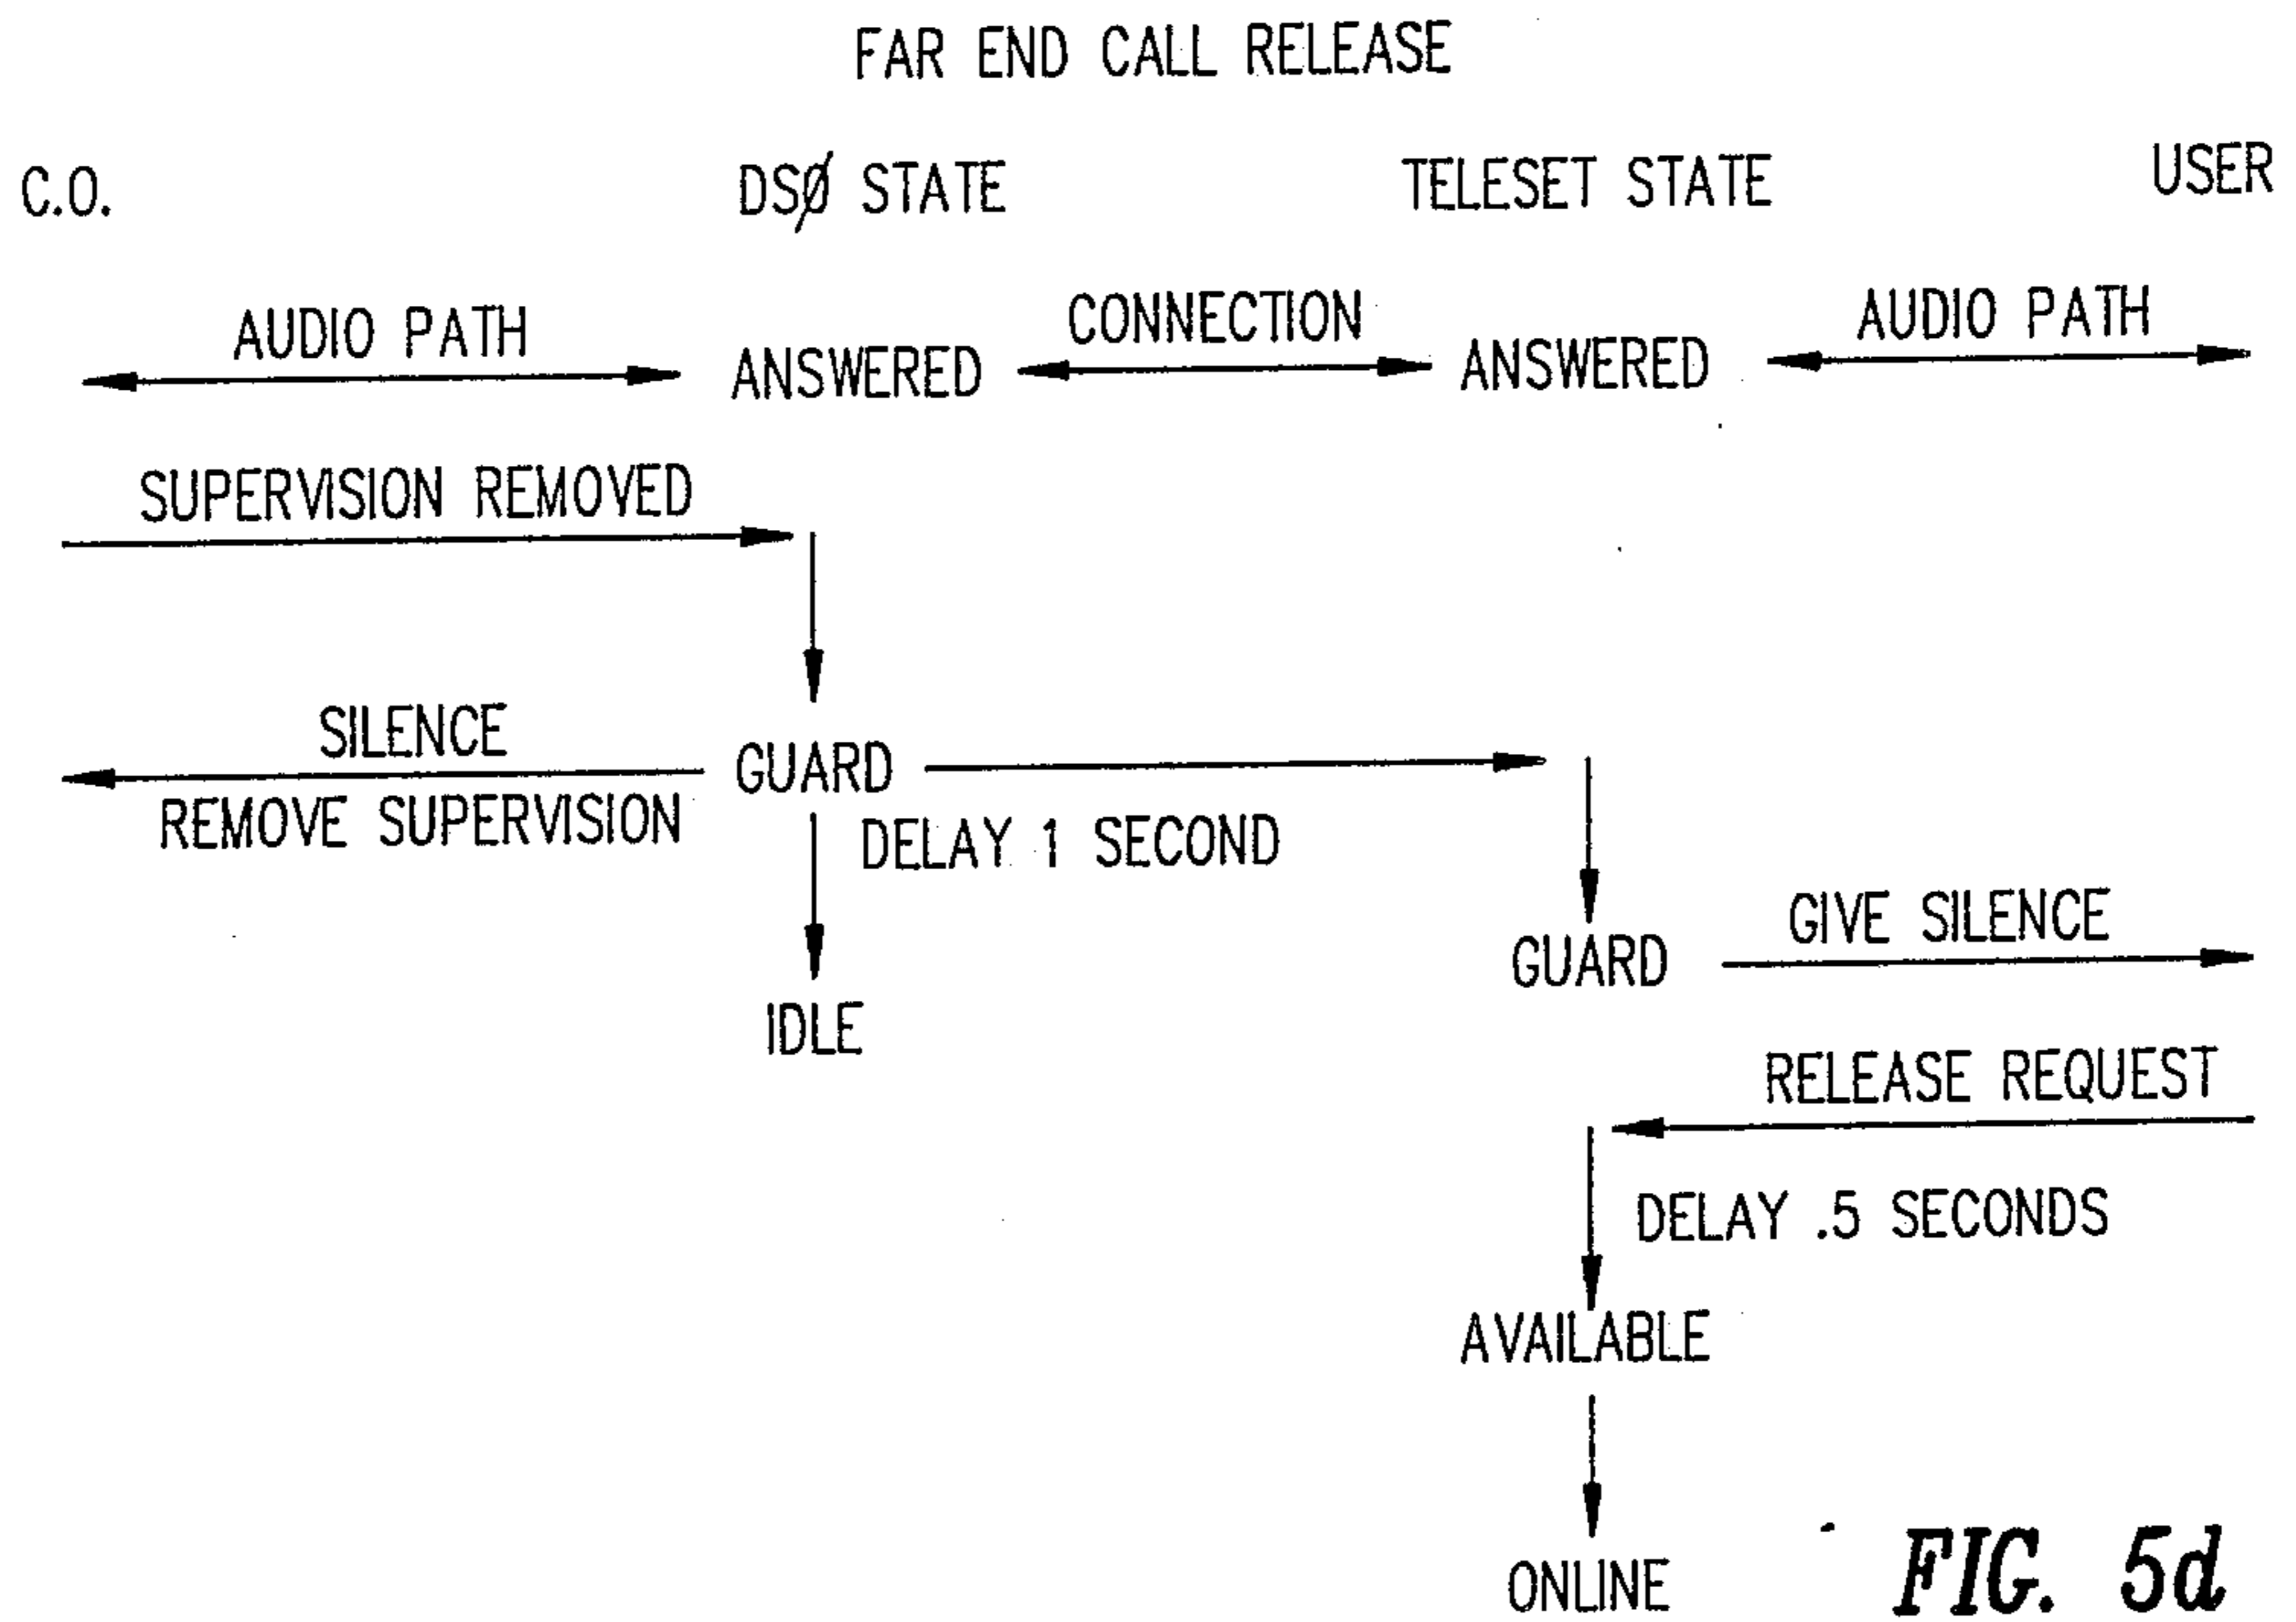 FAR END CALL RELEASE
C.O.
DSØ STATE
TELESET STATE
USER
AUDIO PATH
CONNECTION
AUDIO PATH
ANSWERED
ANSWERED
SUPERVISION REMOVED
SILENCE
GUARD
REMOVE SUPERVISION
DELAY 1 SECOND
GIVE SILENCE
GUARD
IDLE
RELEASE REQUEST
DELAY .5 SECONDS
AVAILABLE
ONLINE
FIG. 5d